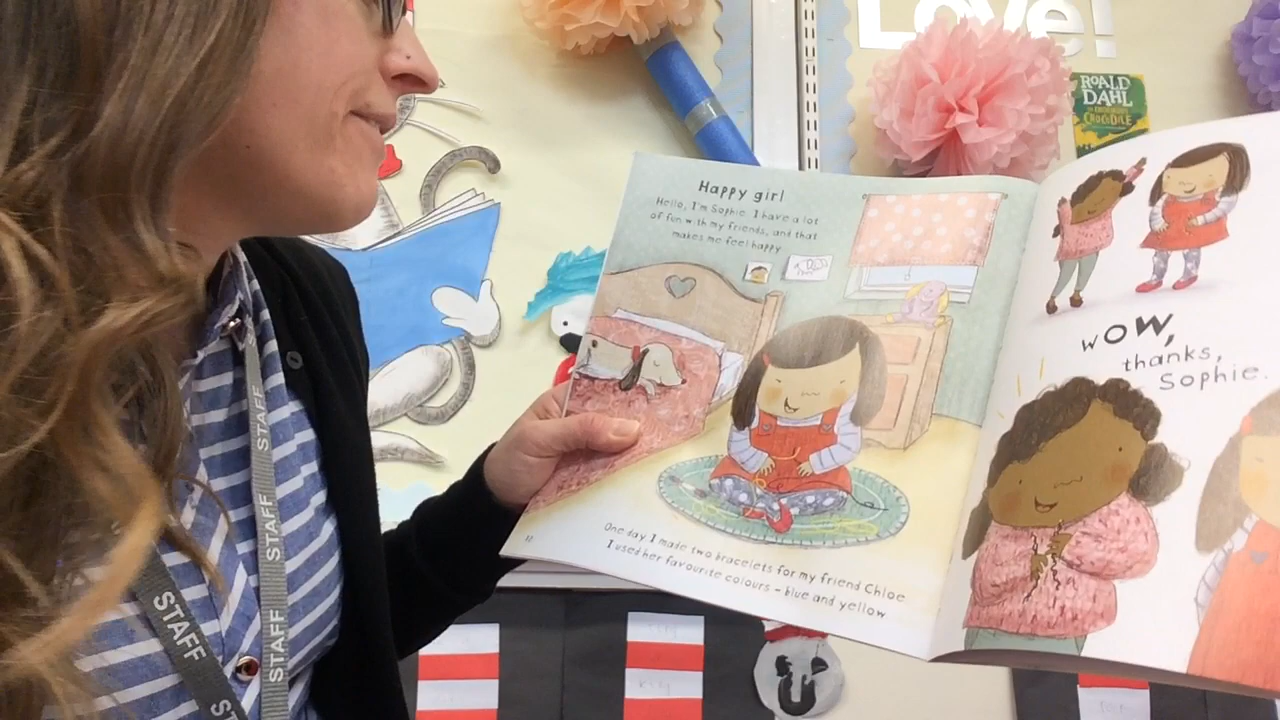 Love!
ROALD
DAHL
CROCODILE
Happy girl
Hello, I'm Sophie. I have a lot
of fun with my friends, and that
makes me feel happy
WOW,
thanks,
Sophie.
One day I made two bracelets for my friend Chloe
I used her favourite colours – blue and yellow
STAFF
STAFF
STAFF
STAFF